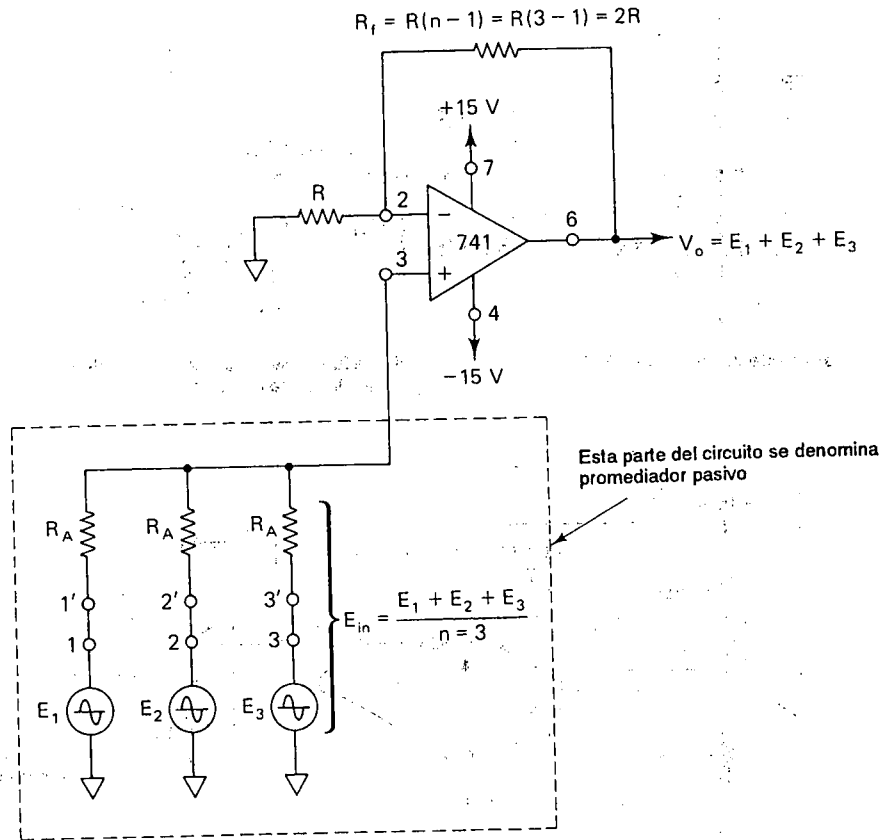 R_f = R(n − 1) = R(3 − 1) = 2R
+15 V
7
R
2
−
741
6
V_o = E_1 + E_2 + E_3
3
+
4
−15 V
Esta parte del circuito se denomina
promediador pasivo
R_A
R_A
R_A
1'
2'
3'
E_in = E_1 + E_2 + E_3 / n = 3
1
2
3
E_1
E_2
E_3